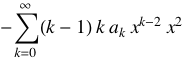 $-\sum_{k=0}^{\infty} (k-1)\, k\, a_k\, x^{k-2}\, x^2$